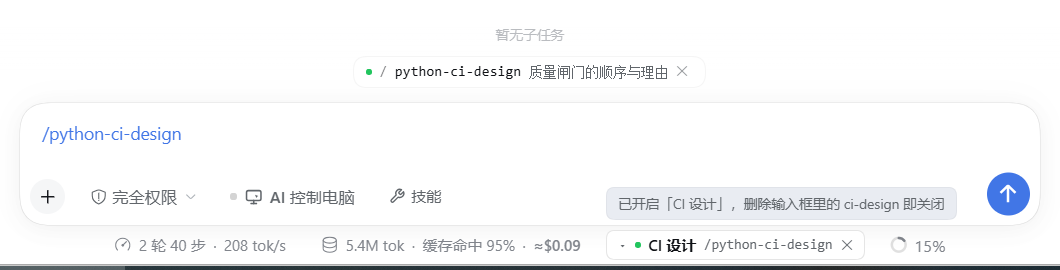 暂无子任务
/ python-ci-design 质量闸门的顺序与理由 ×
/python-ci-design
+ 完全权限 AI 控制电脑 技能
已开启「CI 设计」，删除输入框里的 ci-design 即关闭
2 轮 40 步 · 208 tok/s 5.4M tok · 缓存命中 95% · ≈$0.09 - CI 设计 /python-ci-design × 15%